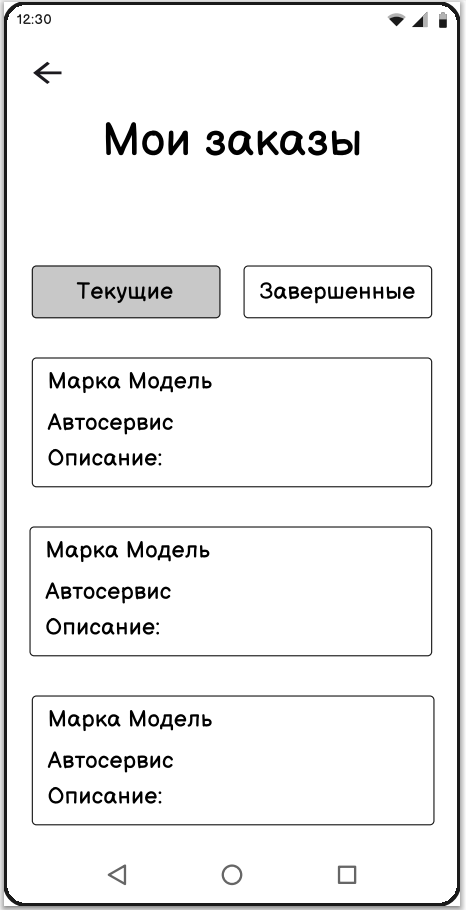 12:30
Мои заказы
Текущие
Завершенные
Марка Модель
Автосервис
Описание:
Марка Модель
Автосервис
Описание:
Марка Модель
Автосервис
Описание: